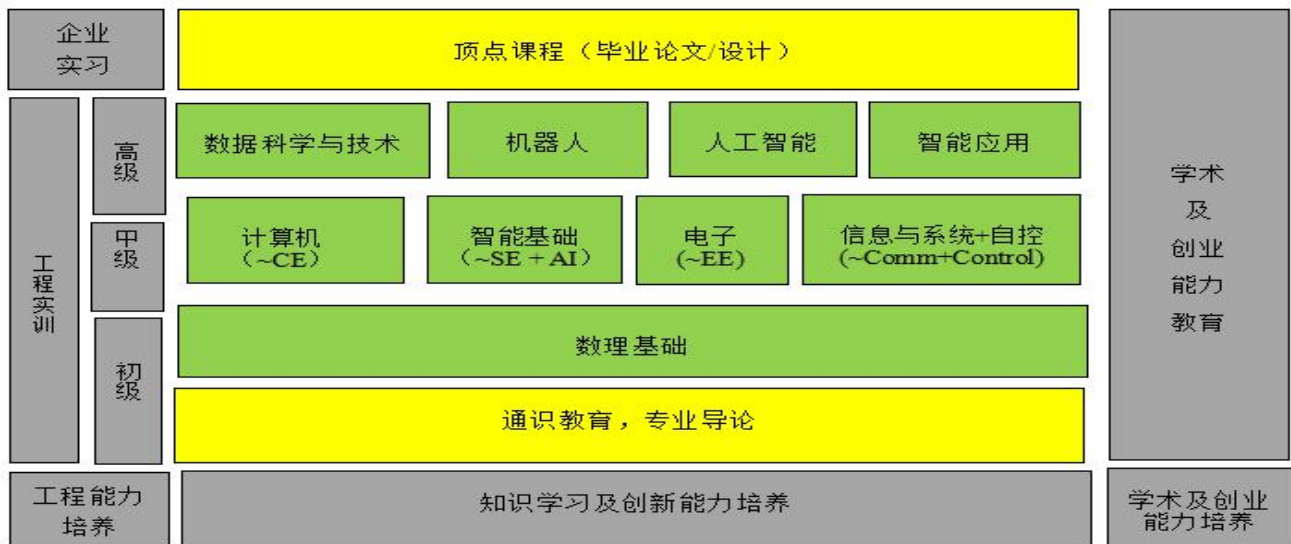 企业
实习
顶点课程（毕业论文/设计）
工程实训
高级
数据科学与技术
机器人
人工智能
智能应用
甲级
计算机
（~CE）
智能基础
（~SE + AI）
电子
(~EE)
信息与系统+自控
(~Comm+Control)
初级
数理基础
通识教育，专业导论
学术
及
创业
能力
教育
工程能力
培养
知识学习及创新能力培养
学术及创业
能力培养